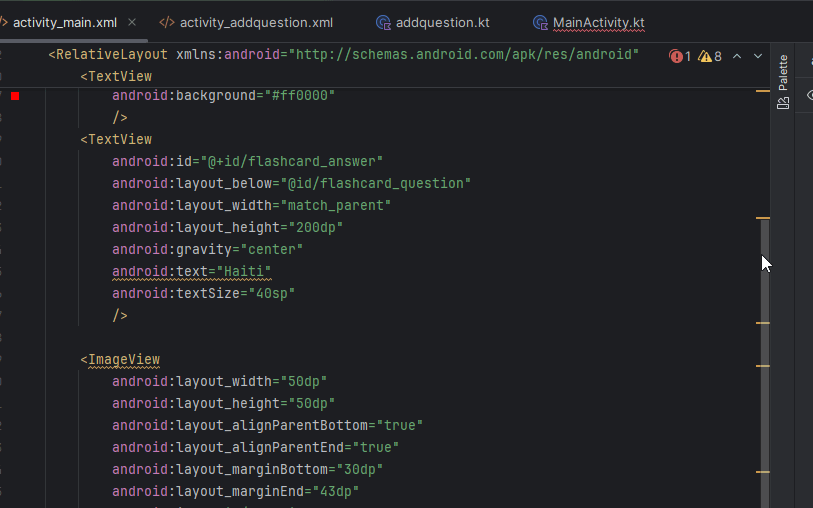 activity_main.xml
activity_addquestion.xml
addquestion.kt
MainActivity.kt
<RelativeLayout xmlns:android="http://schemas.android.com/apk/res/android"
1
8
<TextView
android:background="#ff0000"
/>
<TextView
android:id="@+id/flashcard_answer"
android:layout_below="@id/flashcard_question"
android:layout_width="match_parent"
android:layout_height="200dp"
android:gravity="center"
android:text="Haiti"
android:textSize="40sp"
/>
<ImageView
android:layout_width="50dp"
android:layout_height="50dp"
android:layout_alignParentBottom="true"
android:layout_alignParentEnd="true"
android:layout_marginBottom="30dp"
android:layout_marginEnd="43dp"
Palette